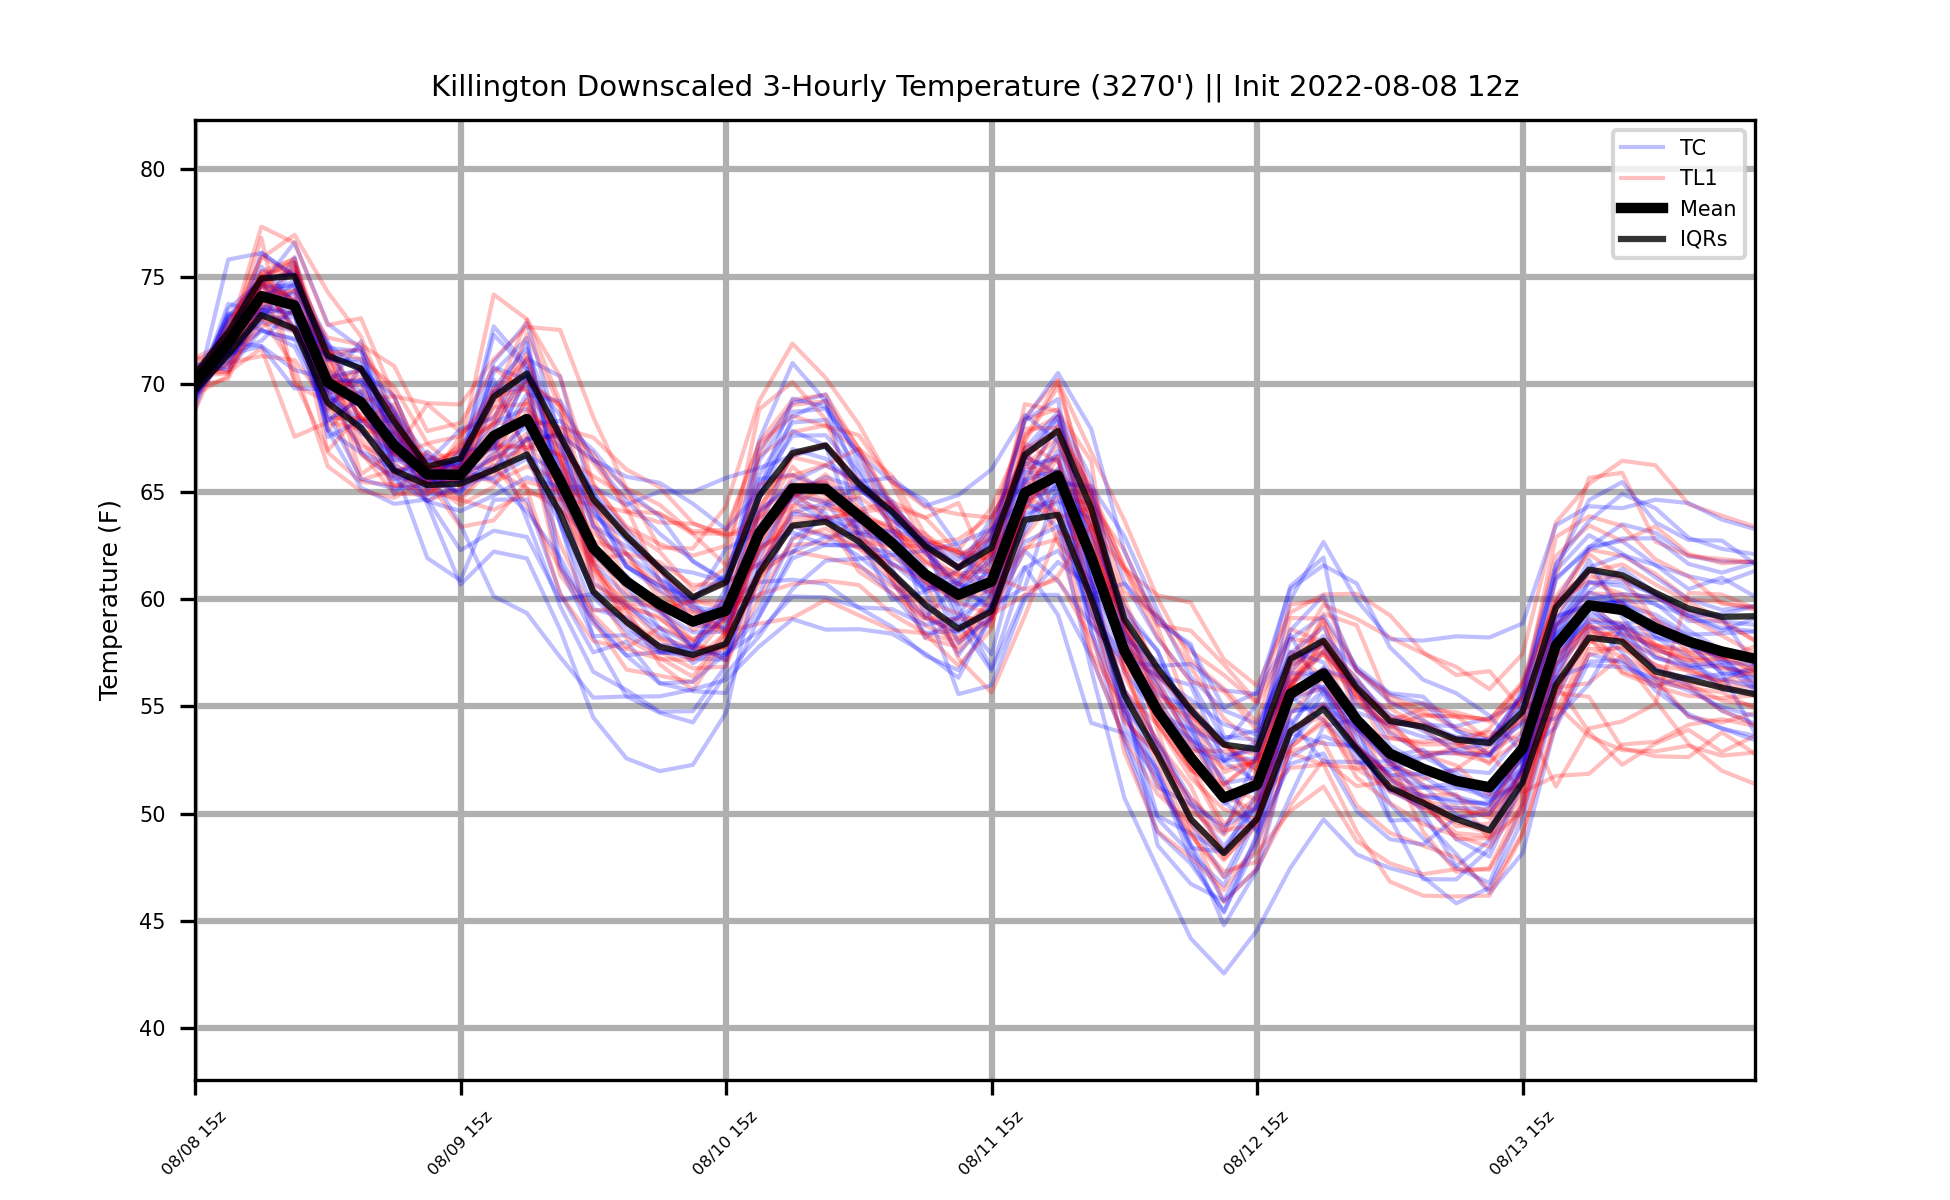 Killington Downscaled 3-Hourly Temperature (3270') || Init 2022-08-08 12z
TC
TL1
Mean
IQRs
Temperature (F)
80
75
70
65
60
55
50
45
40
08/08 15z
08/09 15z
08/10 15z
08/11 15z
08/12 15z
08/13 15z